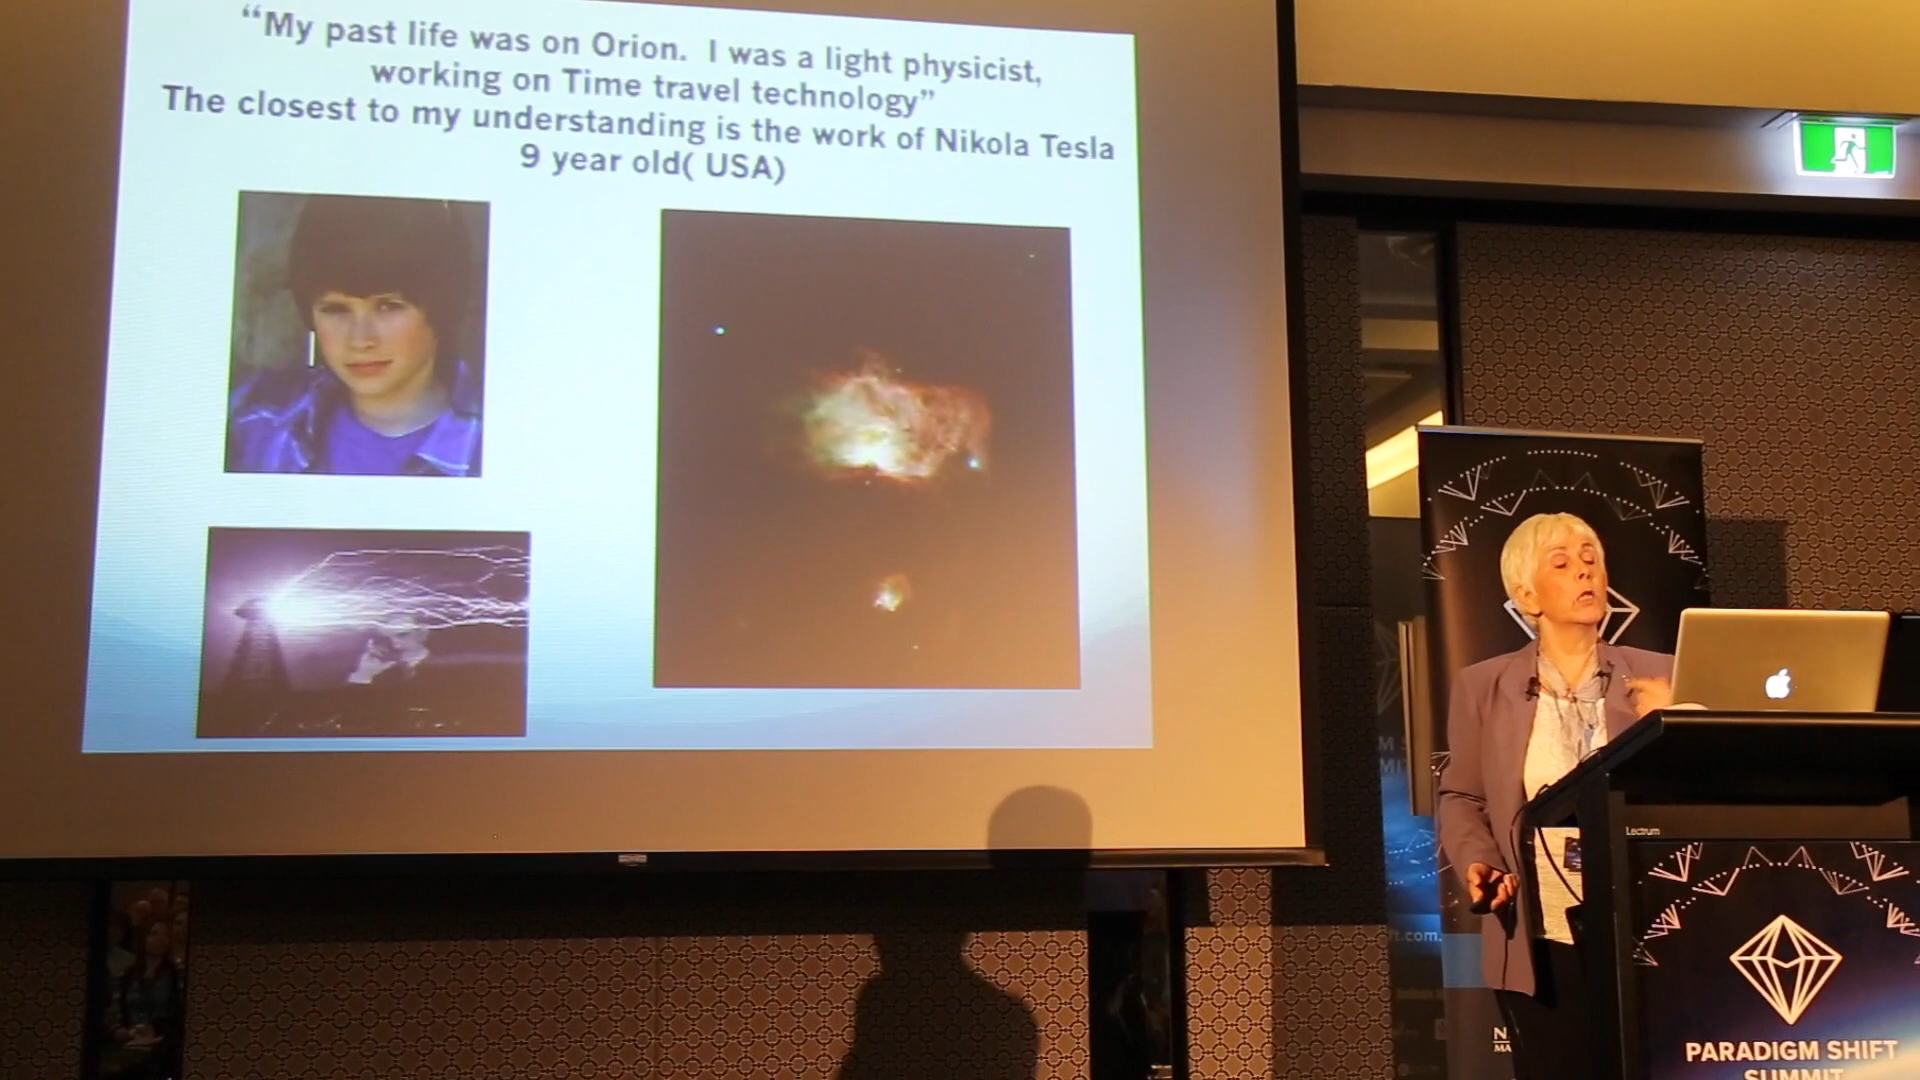 “My past life was on Orion.  I was a light physicist,
working on Time travel technology”
The closest to my understanding is the work of Nikola Tesla
9 year old( USA)
Lectrum
PARADIGM SHIFT
SUMMIT